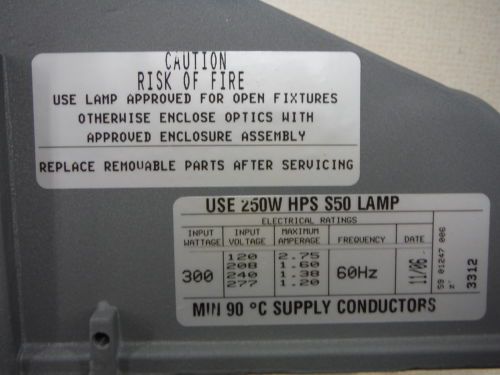 CAUTION
RISK OF FIRE
USE LAMP APPROVED FOR OPEN FIXTURES
OTHERWISE ENCLOSE OPTICS WITH
APPROVED ENCLOSURE ASSEMBLY
REPLACE REMOVABLE PARTS AFTER SERVICING
USE 250W HPS S50 LAMP
ELECTRICAL RATINGS
INPUT WATTAGE INPUT VOLTAGE MAXIMUM AMPERAGE FREQUENCY DATE
300 60Hz 11/06
120 2.75
208 1.60
240 1.38
277 1.20
MIN 90 °C SUPPLY CONDUCTORS
59 01247 006
3312